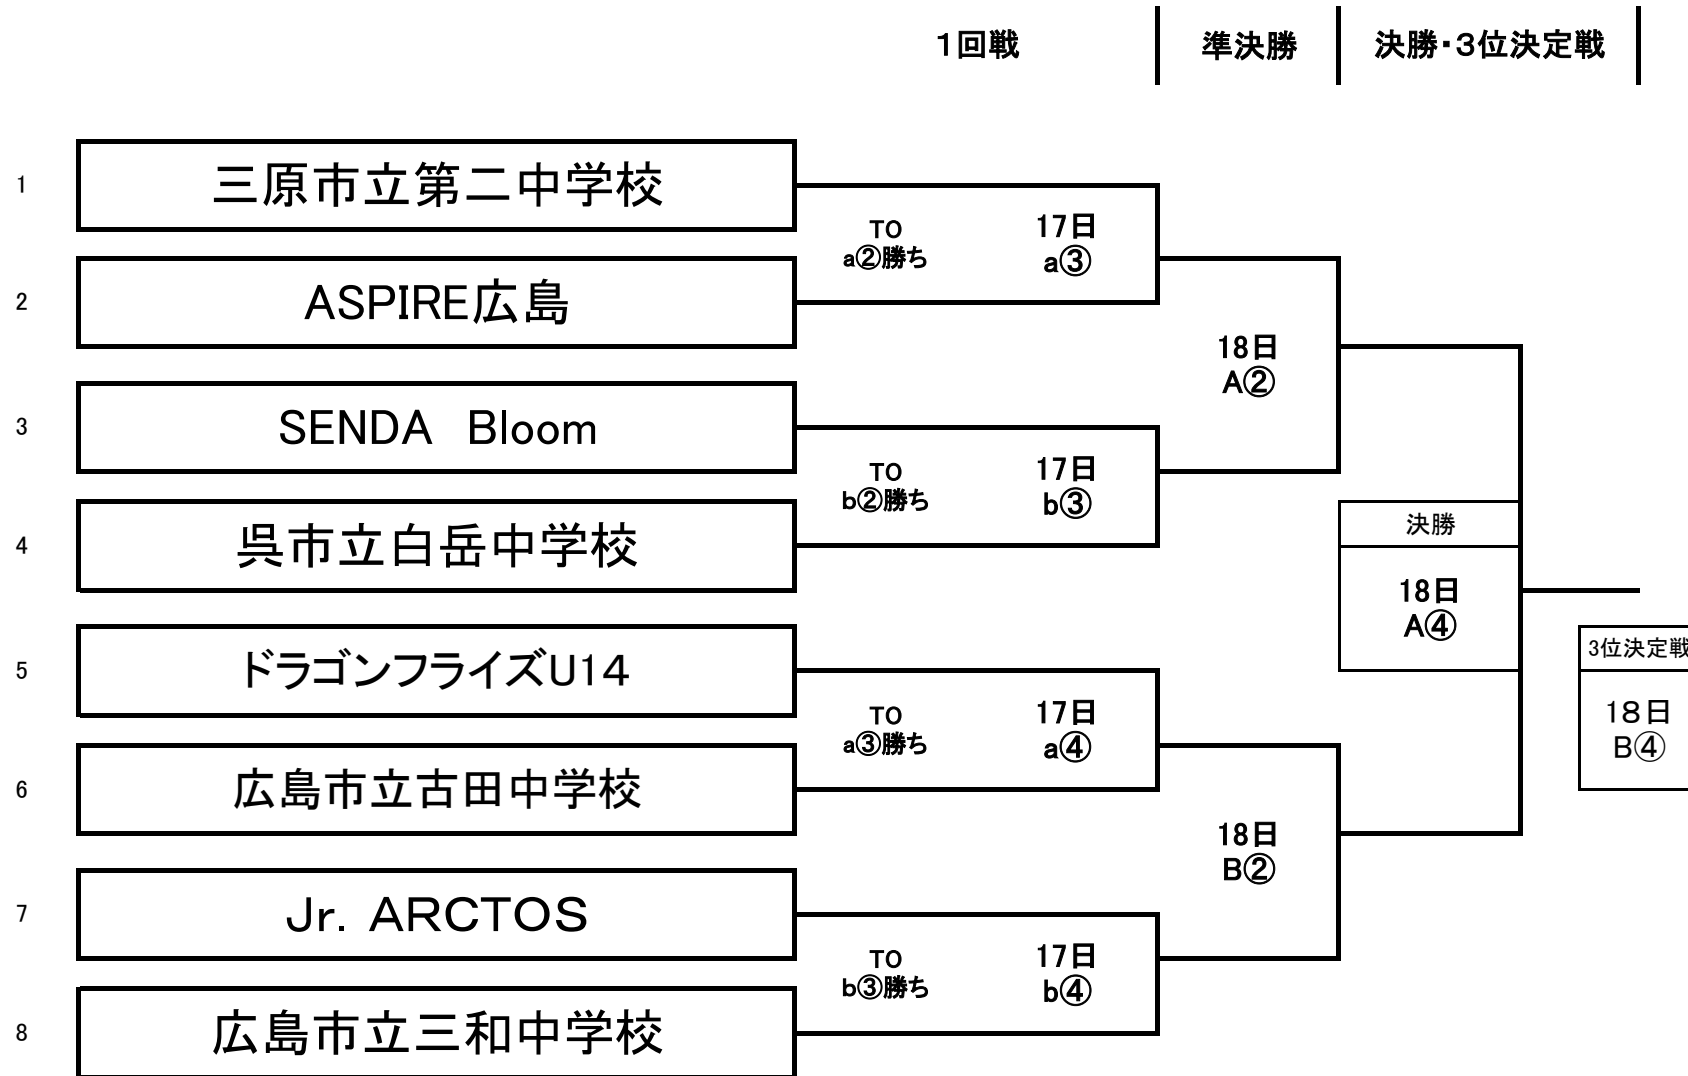 1回戦
準決勝
決勝・3位決定戦
1
三原市立第二中学校
TO
a②勝ち
17日
a③
2
ASPIRE広島
18日
A②
3
SENDA　Bloom
TO
b②勝ち
17日
b③
4
呉市立白岳中学校
決勝
18日
A④
3位決定戦
18日
B④
5
ドラゴンフライズU14
TO
a③勝ち
17日
a④
6
広島市立古田中学校
18日
B②
7
Jr. ARCTOS
TO
b③勝ち
17日
b④
8
広島市立三和中学校